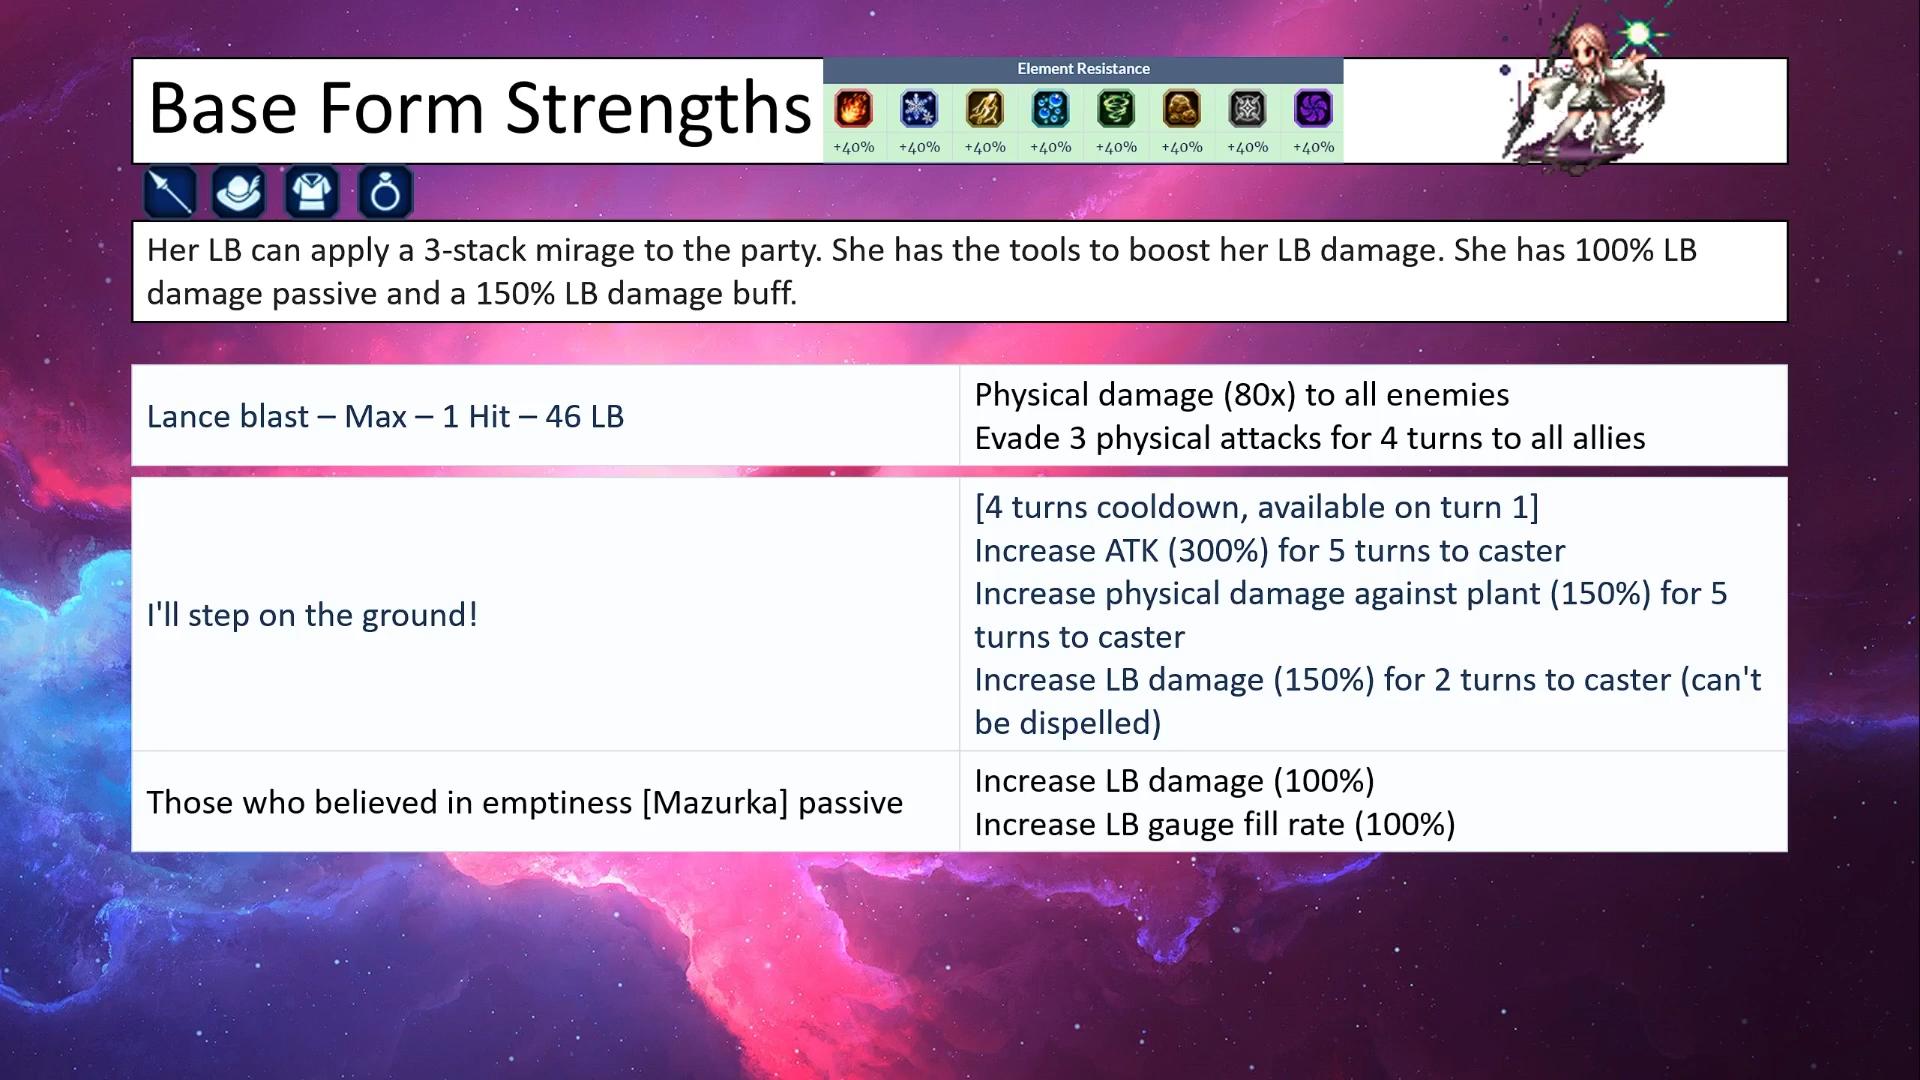 Base Form Strengths
Element Resistance
+40% +40% +40% +40% +40% +40% +40% +40%
Her LB can apply a 3-stack mirage to the party. She has the tools to boost her LB damage. She has 100% LB
damage passive and a 150% LB damage buff.
Lance blast – Max – 1 Hit – 46 LB
Physical damage (80x) to all enemies
Evade 3 physical attacks for 4 turns to all allies
I'll step on the ground!
[4 turns cooldown, available on turn 1]
Increase ATK (300%) for 5 turns to caster
Increase physical damage against plant (150%) for 5
turns to caster
Increase LB damage (150%) for 2 turns to caster (can't
be dispelled)
Those who believed in emptiness [Mazurka] passive
Increase LB damage (100%)
Increase LB gauge fill rate (100%)